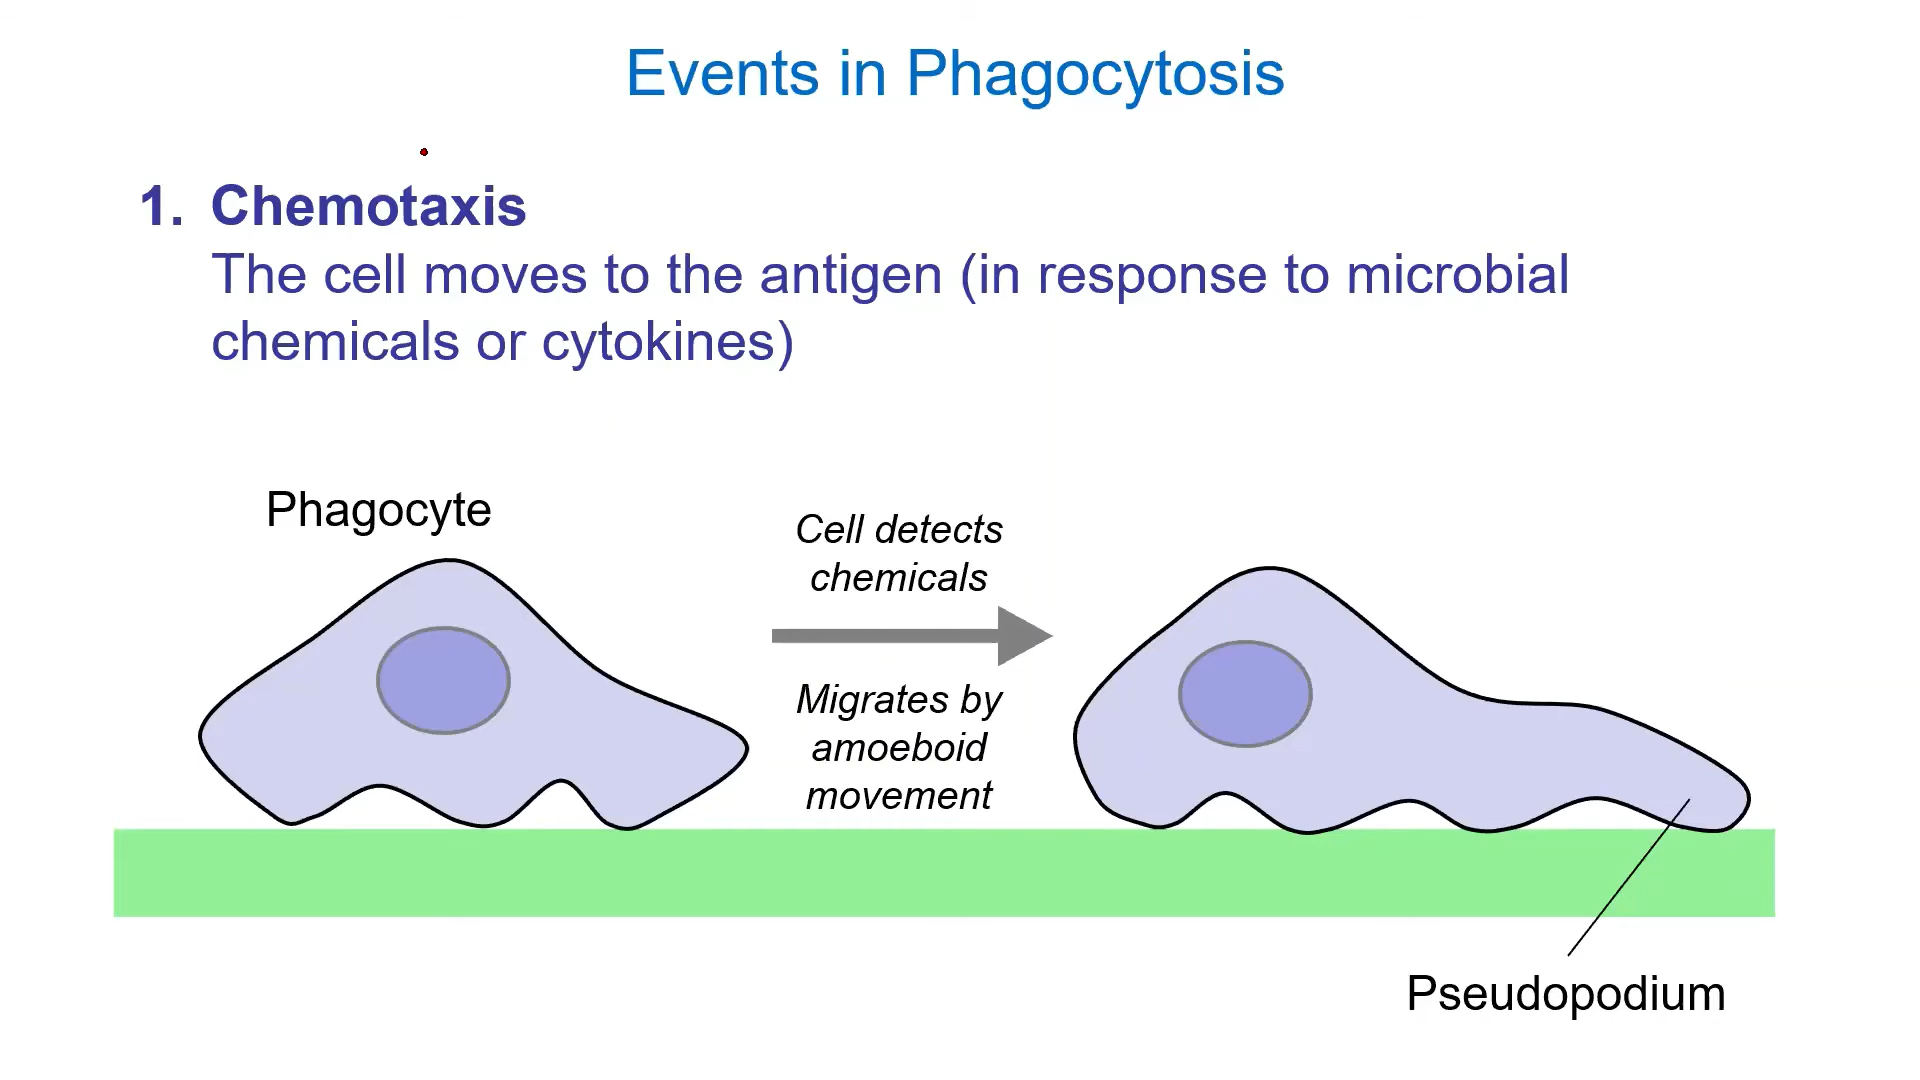 Events in Phagocytosis
1. Chemotaxis
The cell moves to the antigen (in response to microbial
chemicals or cytokines)
Phagocyte
Cell detects
chemicals
Migrates by
amoeboid
movement
Pseudopodium